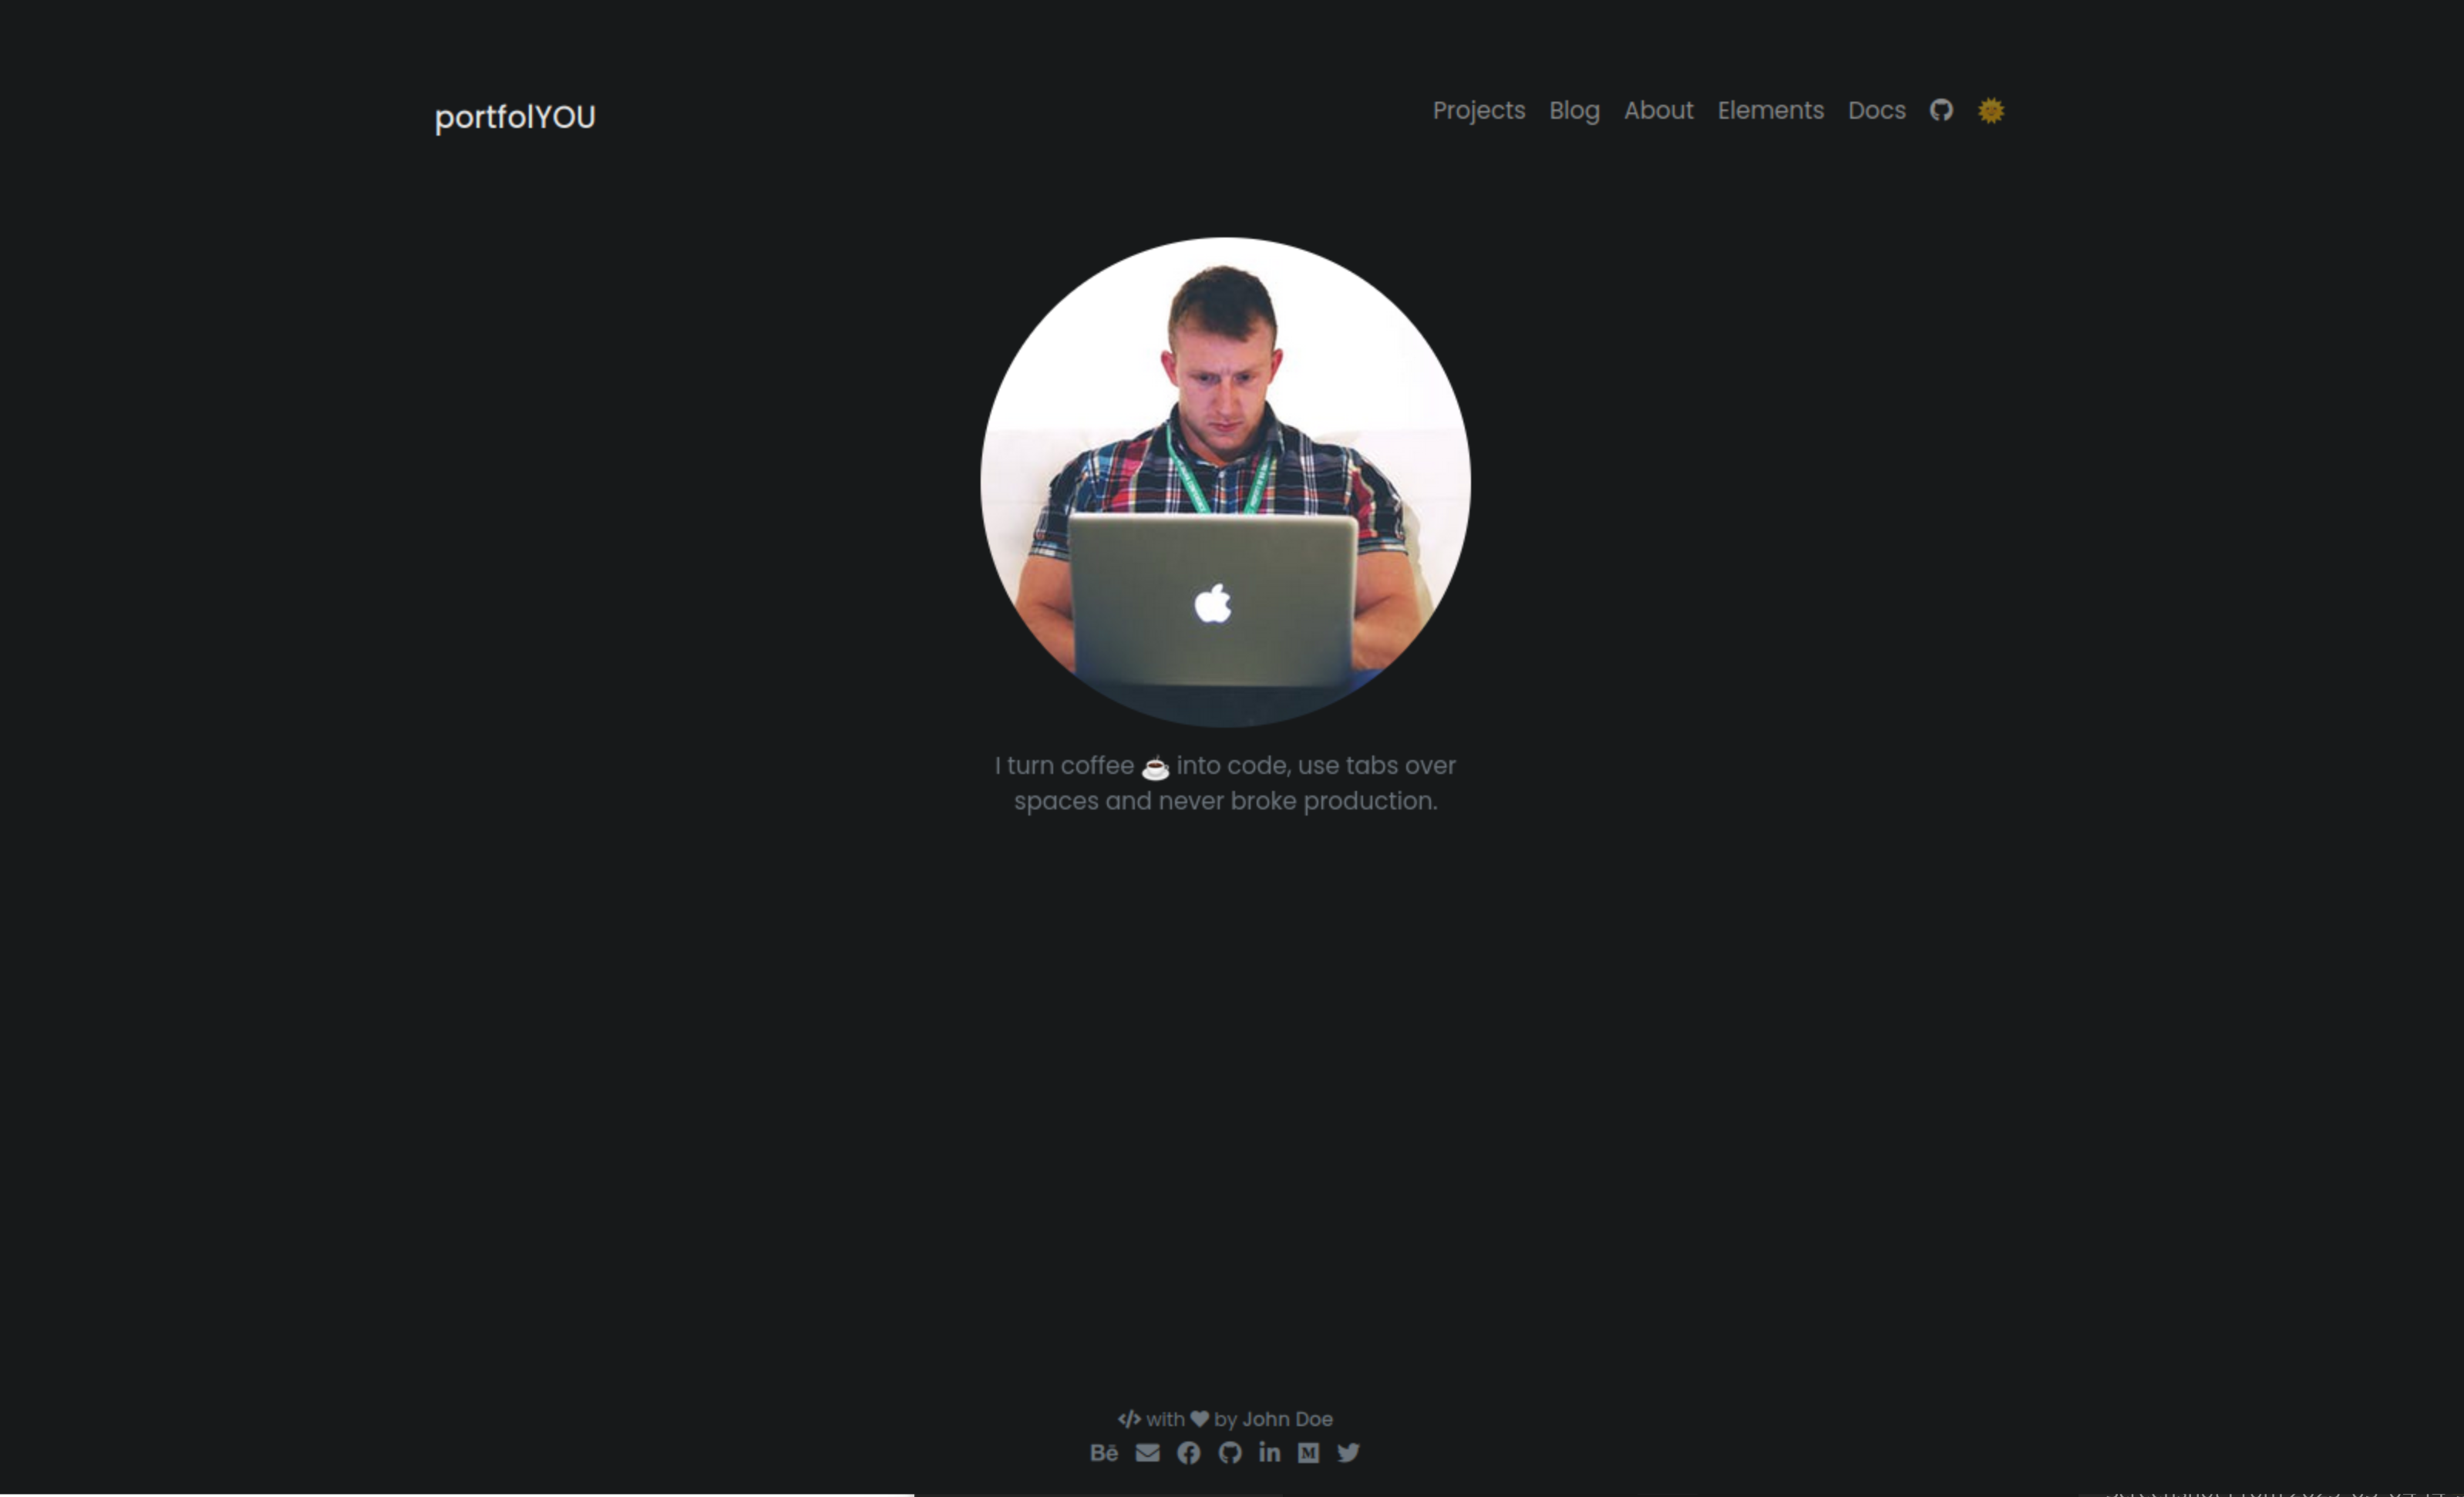 portfolYOU
Projects Blog About Elements Docs
I turn coffee ☕ into code, use tabs over
spaces and never broke production.
</> with ♥ by John Doe
Bē in M